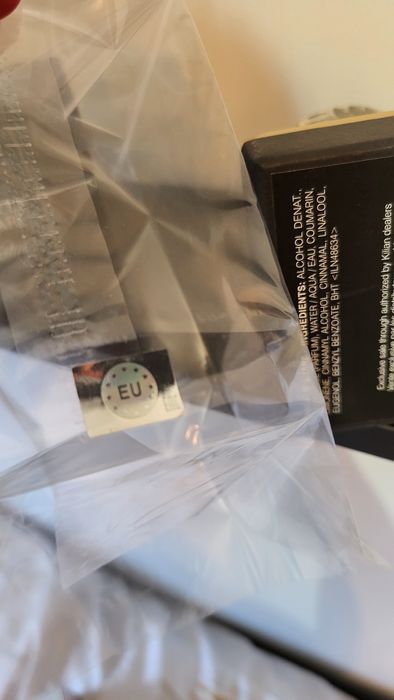 EU
INGREDIENTS: ALCOHOL DENAT.,
(PARFUM), WATER / AQUA / EAU, COUMARIN,
CINNAMYL ALCOHOL, CINNAMAL, LINALOOL,
EUGENOL, BENZYL BENZOATE, BHT <ILN48634>
Exclusive sale through authorized by Kilian dealers